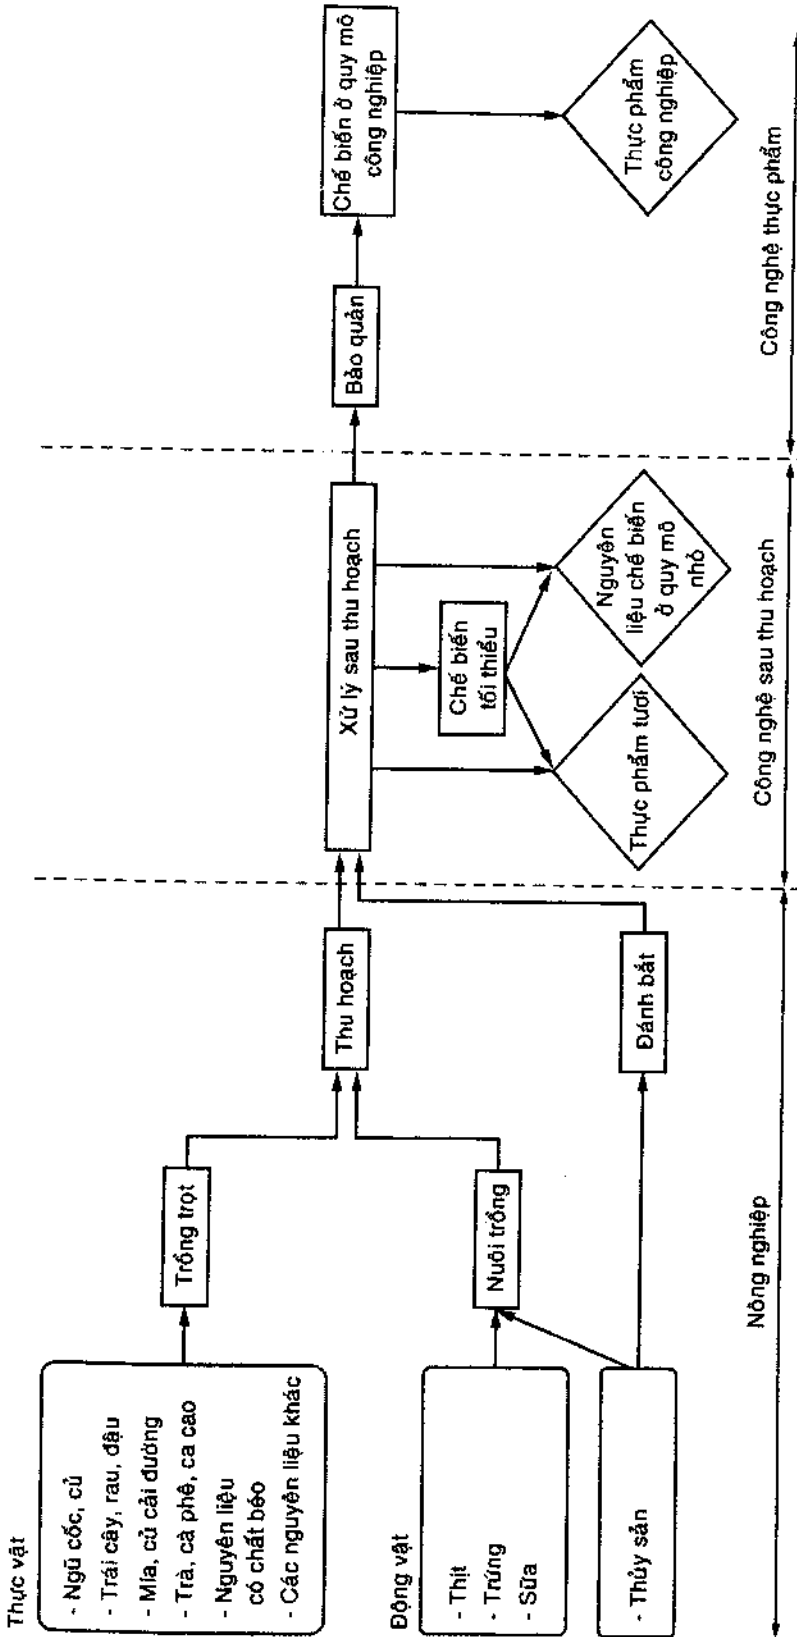 Thực vật
- Ngũ cốc, củ
- Trái cây, rau, đậu
- Mía, củ cải đường
- Trà, cà phê, ca cao
- Nguyên liệu
có chất béo
- Các nguyên liệu khác
Động vật
- Thịt
- Trứng
- Sữa
- Thủy sản
Trồng trọt
Nuôi trồng
Thu hoạch
Đánh bắt
Xử lý sau thu hoạch
Chế biến
tối thiểu
Thực phẩm tươi
Nguyên
liệu chế biến
ở quy mô
nhỏ
Bảo quản
Chế biến ở quy mô
công nghiệp
Thực phẩm
công nghiệp
Nông nghiệp
Công nghệ sau thu hoạch
Công nghệ thực phẩm